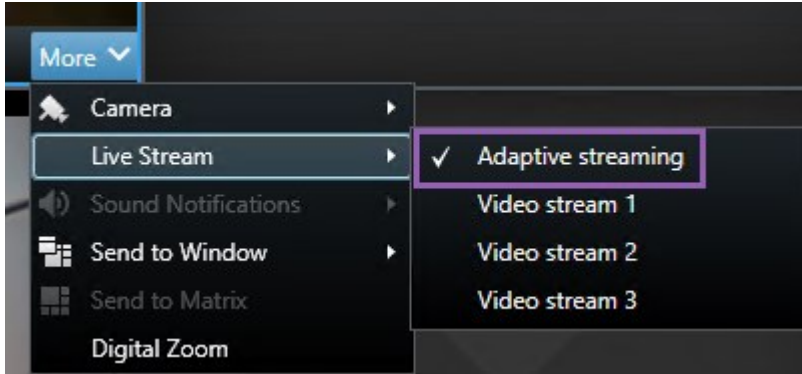 More
Camera
Live Stream
Adaptive streaming
Sound Notifications
Video stream 1
Send to Window
Video stream 2
Send to Matrix
Video stream 3
Digital Zoom